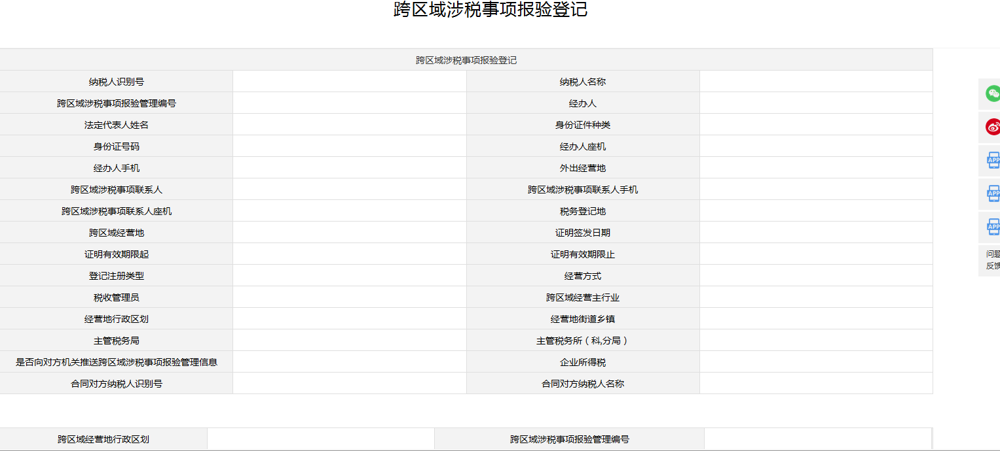 跨区域涉税事项报验登记
跨区域涉税事项报验登记
纳税人识别号 纳税人名称
跨区域涉税事项报验管理编号 经办人
法定代表人姓名 身份证件种类
身份证号码 经办人座机
经办人手机 外出经营地
跨区域涉税事项联系人 跨区域涉税事项联系人手机
跨区域涉税事项联系人座机 税务登记地
跨区域经营地 证明签发日期
证明有效期限起 证明有效期限止
登记注册类型 经营方式
税收管理员 跨区域经营主行业
经营地行政区划 经营地街道乡镇
主管税务局 主管税务所（科,分局）
是否向对方机关推送跨区域涉税事项报验管理信息 企业所得税
合同对方纳税人识别号 合同对方纳税人名称
跨区域经营地行政区划 跨区域涉税事项报验管理编号
APP
APP
APP
问题
反馈